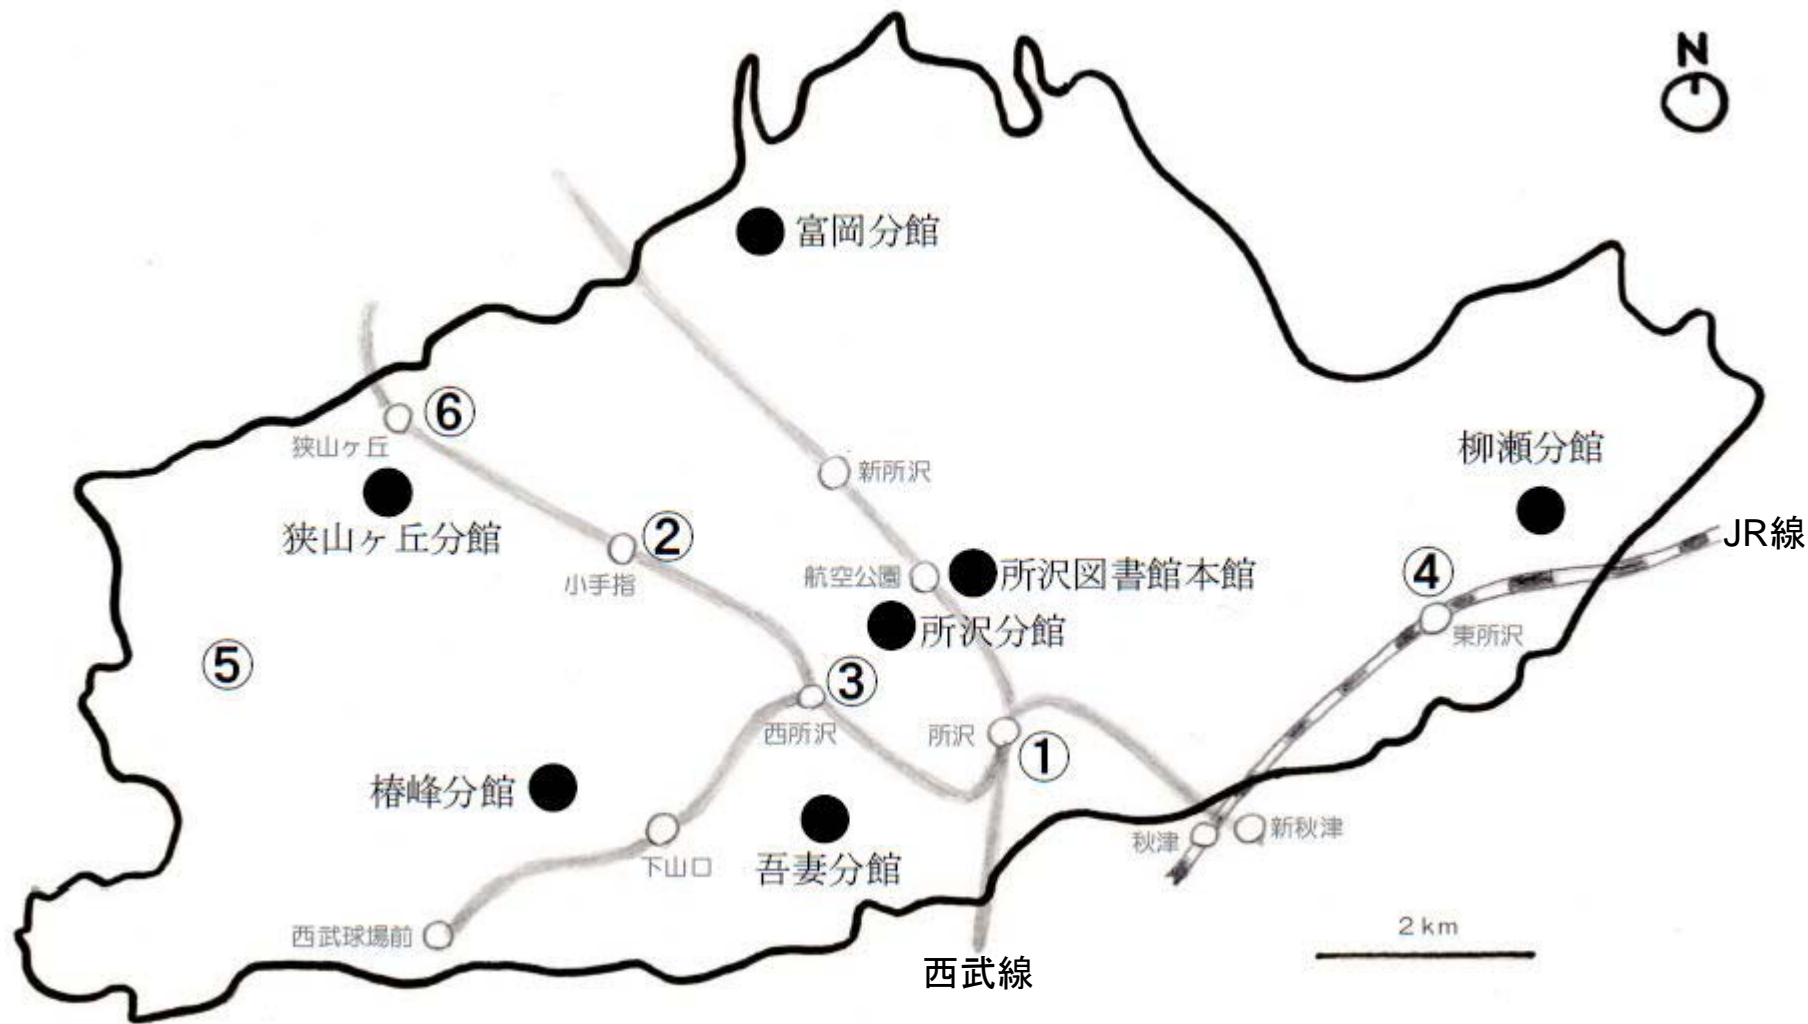 N
富岡分館
⑥
狭山ヶ丘
狭山ヶ丘分館
新所沢
柳瀬分館
JR線
②
小手指
航空公園
所沢図書館本館
④
所沢分館
東所沢
⑤
③
西所沢
所沢
①
椿峰分館
下山口
吾妻分館
秋津
新秋津
西武球場前
西武線
2km